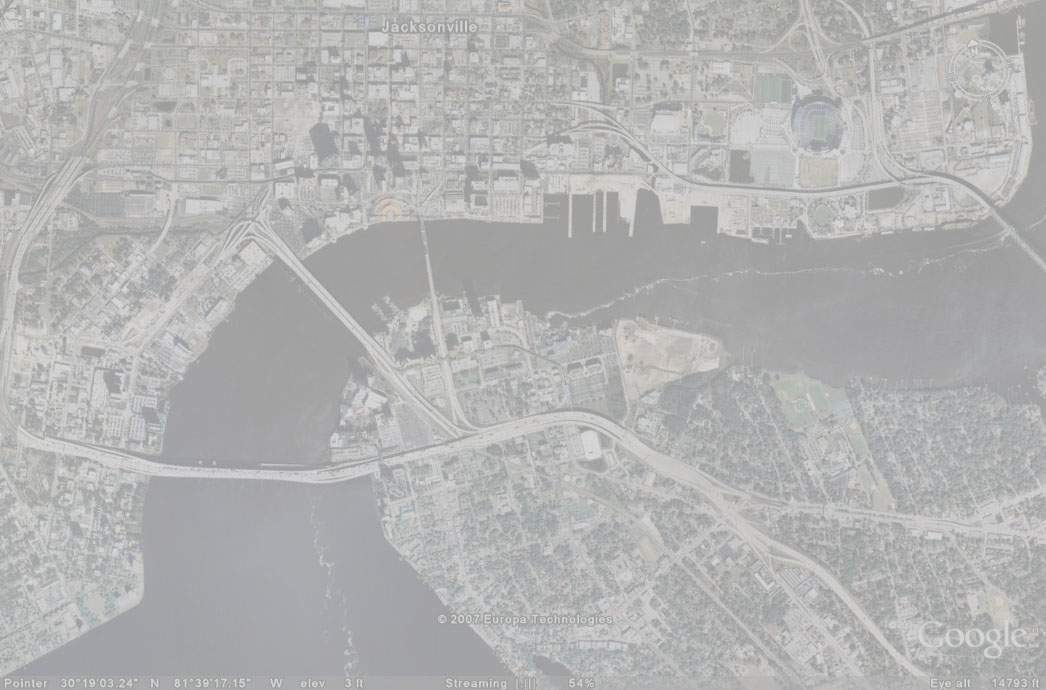 Jacksonville
© 2007 Europa Technologies
Google
Pointer 30°19'03.24" N 81°39'17.15" W elev 3 ft Streaming ||||| 54% Eye alt 14793 ft